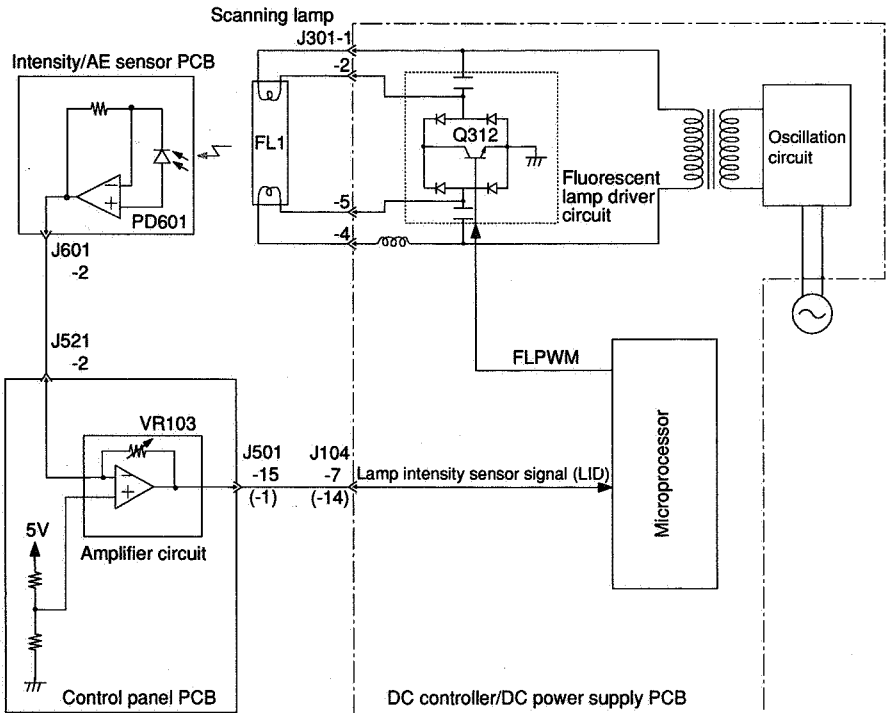 Scanning lamp
J301-1
Intensity/AE sensor PCB
-2
Q312
FL1
Oscillation
circuit
Fluorescent
lamp driver
circuit
PD601
-5
-4
J601
-2
J521
-2
FLPWM
Microprocessor
VR103
J501
-15
(-1)
J104
-7
(-14)
Lamp intensity sensor signal (LID)
5V
Amplifier circuit
Control panel PCB
DC controller/DC power supply PCB